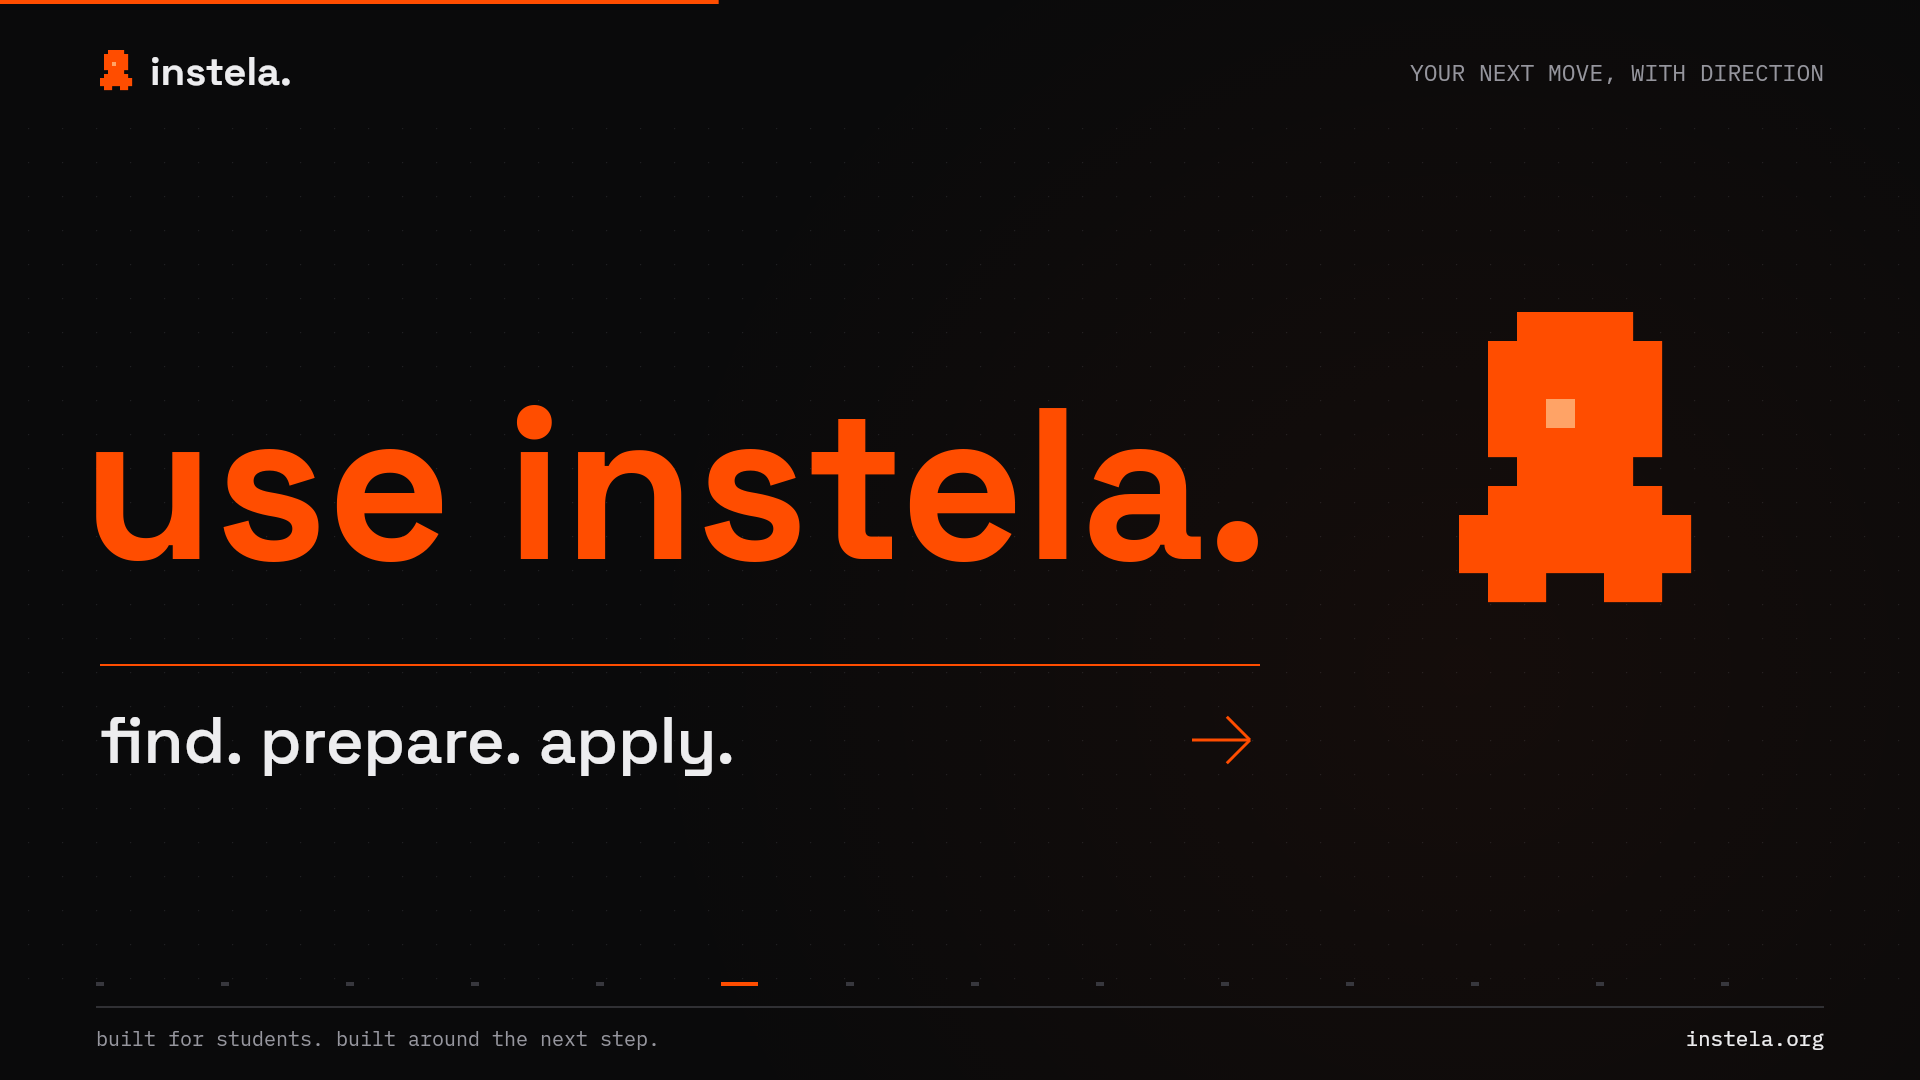 instela.
YOUR NEXT MOVE, WITH DIRECTION
use instela.
find. prepare. apply.
built for students. built around the next step.
instela.org